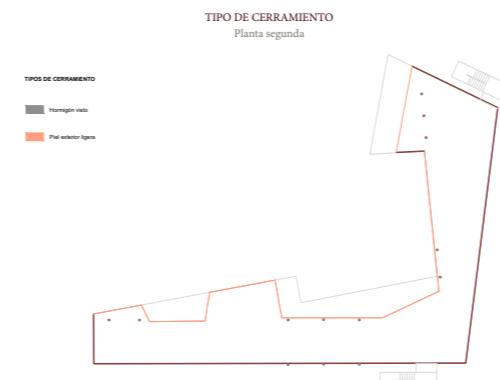 TIPO DE CERRAMIENTO
Planta segunda
TIPOS DE CERRAMIENTO
Hormigón visto
Piel exterior ligera